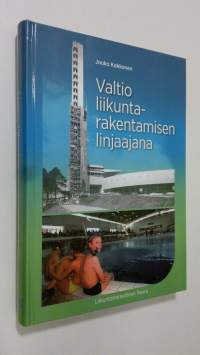 Jouko Kokkonen
Valtio
liikunta-
rakentamisen
linjaajana
Liikuntatieteellinen Seura